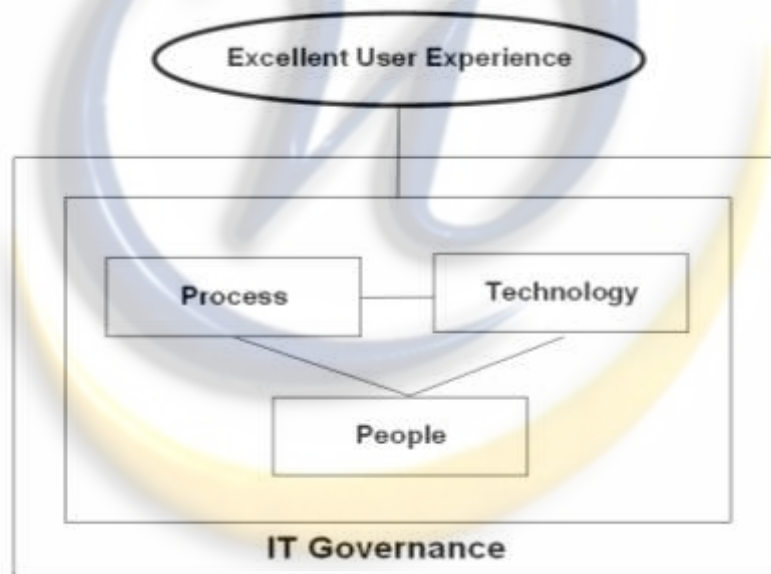 Excellent User Experience
Process
Technology
People
IT Governance